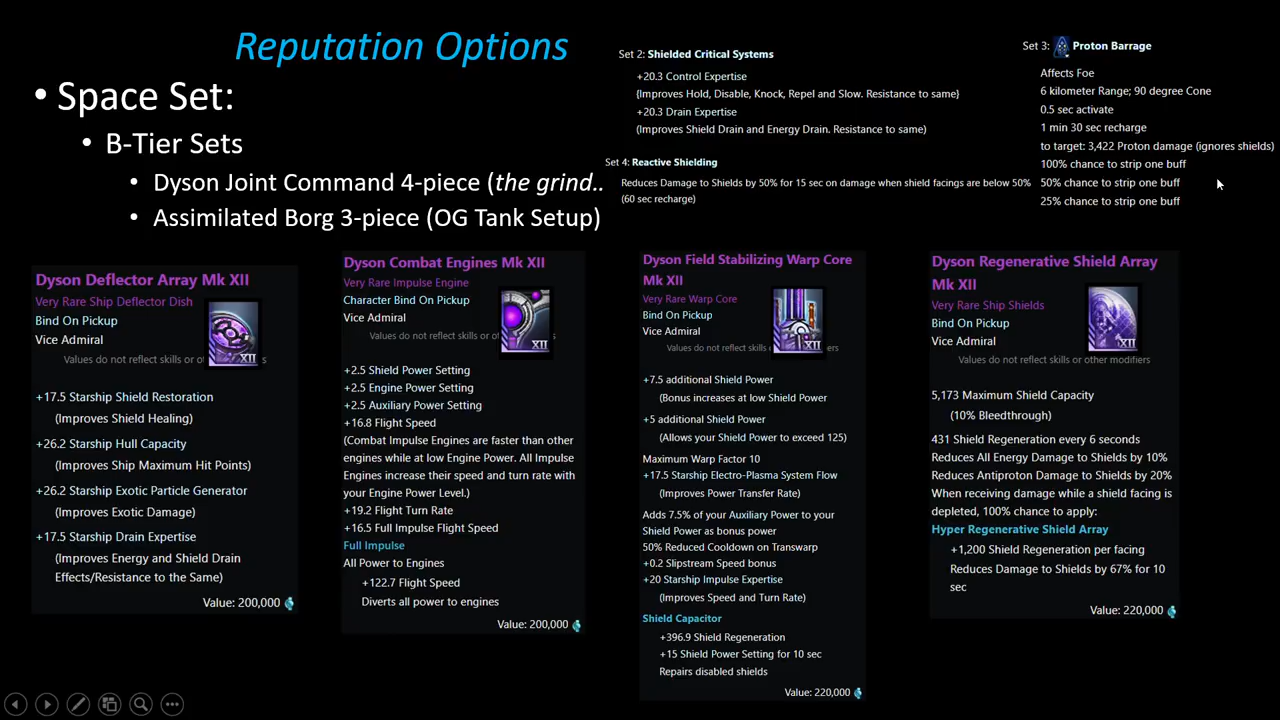 Reputation Options
• Space Set:
• B-Tier Sets
• Dyson Joint Command 4-piece (the grind..
• Assimilated Borg 3-piece (OG Tank Setup)
Set 2: Shielded Critical Systems
+20.3 Control Expertise
{Improves Hold, Disable, Knock, Repel and Slow. Resistance to same}
+20.3 Drain Expertise
(Improves Shield Drain and Energy Drain. Resistance to same)
Set 4: Reactive Shielding
Reduces Damage to Shields by 50% for 15 sec on damage when shield facings are below 50%
(60 sec recharge)
Set 3: Proton Barrage
Affects Foe
6 kilometer Range; 90 degree Cone
0.5 sec activate
1 min 30 sec recharge
to target: 3,422 Proton damage (ignores shields)
100% chance to strip one buff
50% chance to strip one buff
25% chance to strip one buff
Dyson Deflector Array Mk XII
Very Rare Ship Deflector Dish
Bind On Pickup
Vice Admiral
Values do not reflect skills or ot
s
XII
+17.5 Starship Shield Restoration
(Improves Shield Healing)
+26.2 Starship Hull Capacity
(Improves Ship Maximum Hit Points)
+26.2 Starship Exotic Particle Generator
(Improves Exotic Damage)
+17.5 Starship Drain Expertise
(Improves Energy and Shield Drain
Effects/Resistance to the Same)
Value: 200,000
Dyson Combat Engines Mk XII
Very Rare Impulse Engine
Character Bind On Pickup
Vice Admiral
Values do not reflect skills or o
s
XII
+2.5 Shield Power Setting
+2.5 Engine Power Setting
+2.5 Auxiliary Power Setting
+16.8 Flight Speed
(Combat Impulse Engines are faster than other
engines while at low Engine Power. All Impulse
Engines increase their speed and turn rate with
your Engine Power Level.)
+19.2 Flight Turn Rate
+16.5 Full Impulse Flight Speed
Full Impulse
All Power to Engines
+122.7 Flight Speed
Diverts all power to engines
Value: 200,000
Dyson Field Stabilizing Warp Core
Mk XII
Very Rare Warp Core
Bind On Pickup
Vice Admiral
Values do not reflect skills
ers
XII
+7.5 additional Shield Power
(Bonus increases at low Shield Power
+5 additional Shield Power
(Allows your Shield Power to exceed 125)
Maximum Warp Factor 10
+17.5 Starship Electro-Plasma System Flow
(Improves Power Transfer Rate)
Adds 7.5% of your Auxiliary Power to your
Shield Power as bonus power
50% Reduced Cooldown on Transwarp
+0.2 Slipstream Speed bonus
+20 Starship Impulse Expertise
(Improves Speed and Turn Rate)
Shield Capacitor
+396.9 Shield Regeneration
+15 Shield Power Setting for 10 sec
Repairs disabled shields
Value: 220,000
Dyson Regenerative Shield Array
Mk XII
Very Rare Ship Shields
Bind On Pickup
Vice Admiral
Values do not reflect skills or other modifiers
XII
5,173 Maximum Shield Capacity
(10% Bleedthrough)
431 Shield Regeneration every 6 seconds
Reduces All Energy Damage to Shields by 10%
Reduces Antiproton Damage to Shields by 20%
When receiving damage while a shield facing is
depleted, 100% chance to apply:
Hyper Regenerative Shield Array
+1,200 Shield Regeneration per facing
Reduces Damage to Shields by 67% for 10
sec
Value: 220,000